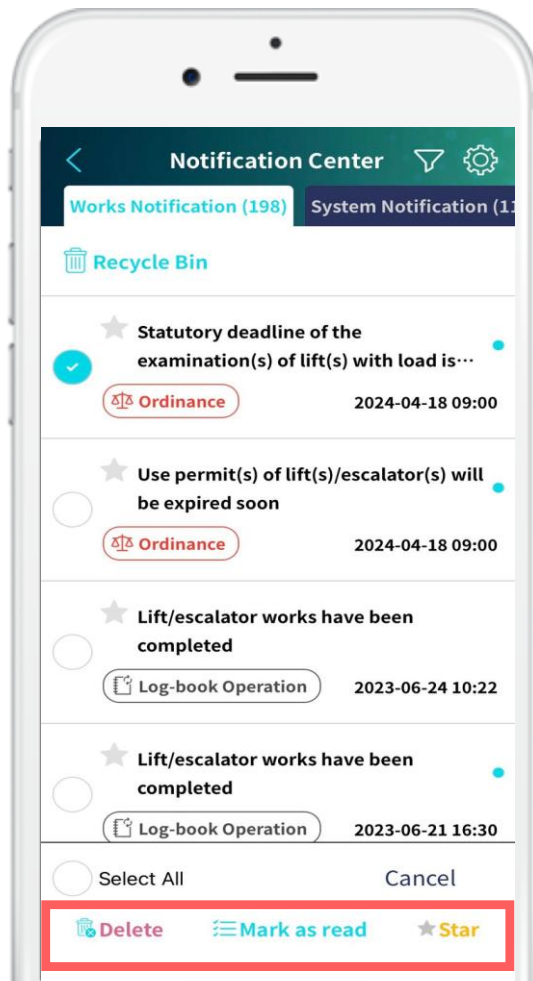 Notification Center
Works Notification (198) System Notification (11
Recycle Bin
Statutory deadline of the
examination(s) of lift(s) with load is···
Ordinance 2024-04-18 09:00
Use permit(s) of lift(s)/escalator(s) will
be expired soon
Ordinance 2024-04-18 09:00
Lift/escalator works have been
completed
Log-book Operation 2023-06-24 10:22
Lift/escalator works have been
completed
Log-book Operation 2023-06-21 16:30
Select All Cancel
Delete Mark as read Star